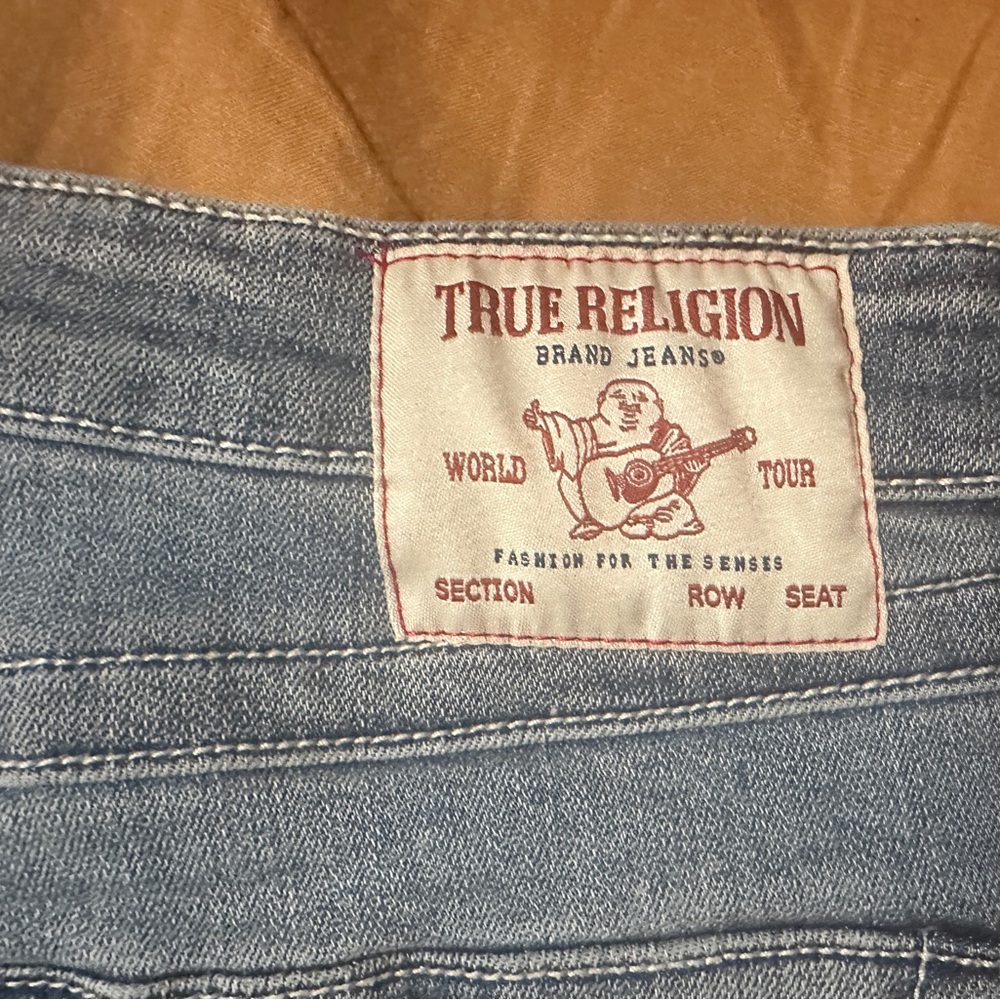 TRUE RELIGION
BRAND JEANS®
WORLD TOUR
FASHION FOR THE SENSES
SECTION ROW SEAT